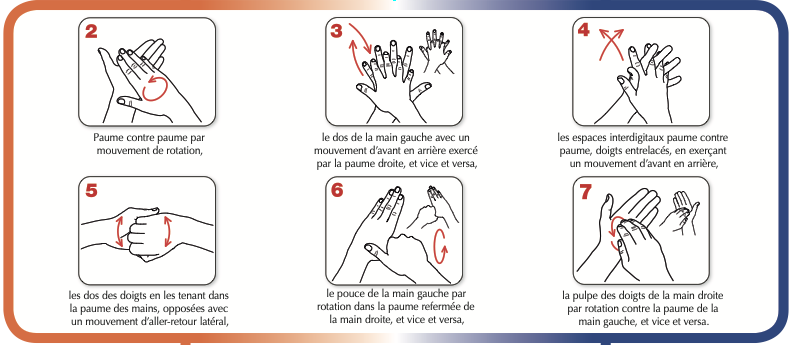 2
Paume contre paume par
mouvement de rotation,
3
le dos de la main gauche avec un
mouvement d'avant en arrière exercé
par la paume droite, et vice et versa,
4
les espaces interdigitaux paume contre
paume, doigts entrelacés, en exerçant
un mouvement d'avant en arrière,
5
les dos des doigts en les tenant dans
la paume des mains, opposées avec
un mouvement d'aller-retour latéral,
6
le pouce de la main gauche par
rotation dans la paume refermée de
la main droite, et vice et versa,
7
la pulpe des doigts de la main droite
par rotation contre la paume de la
main gauche, et vice et versa.